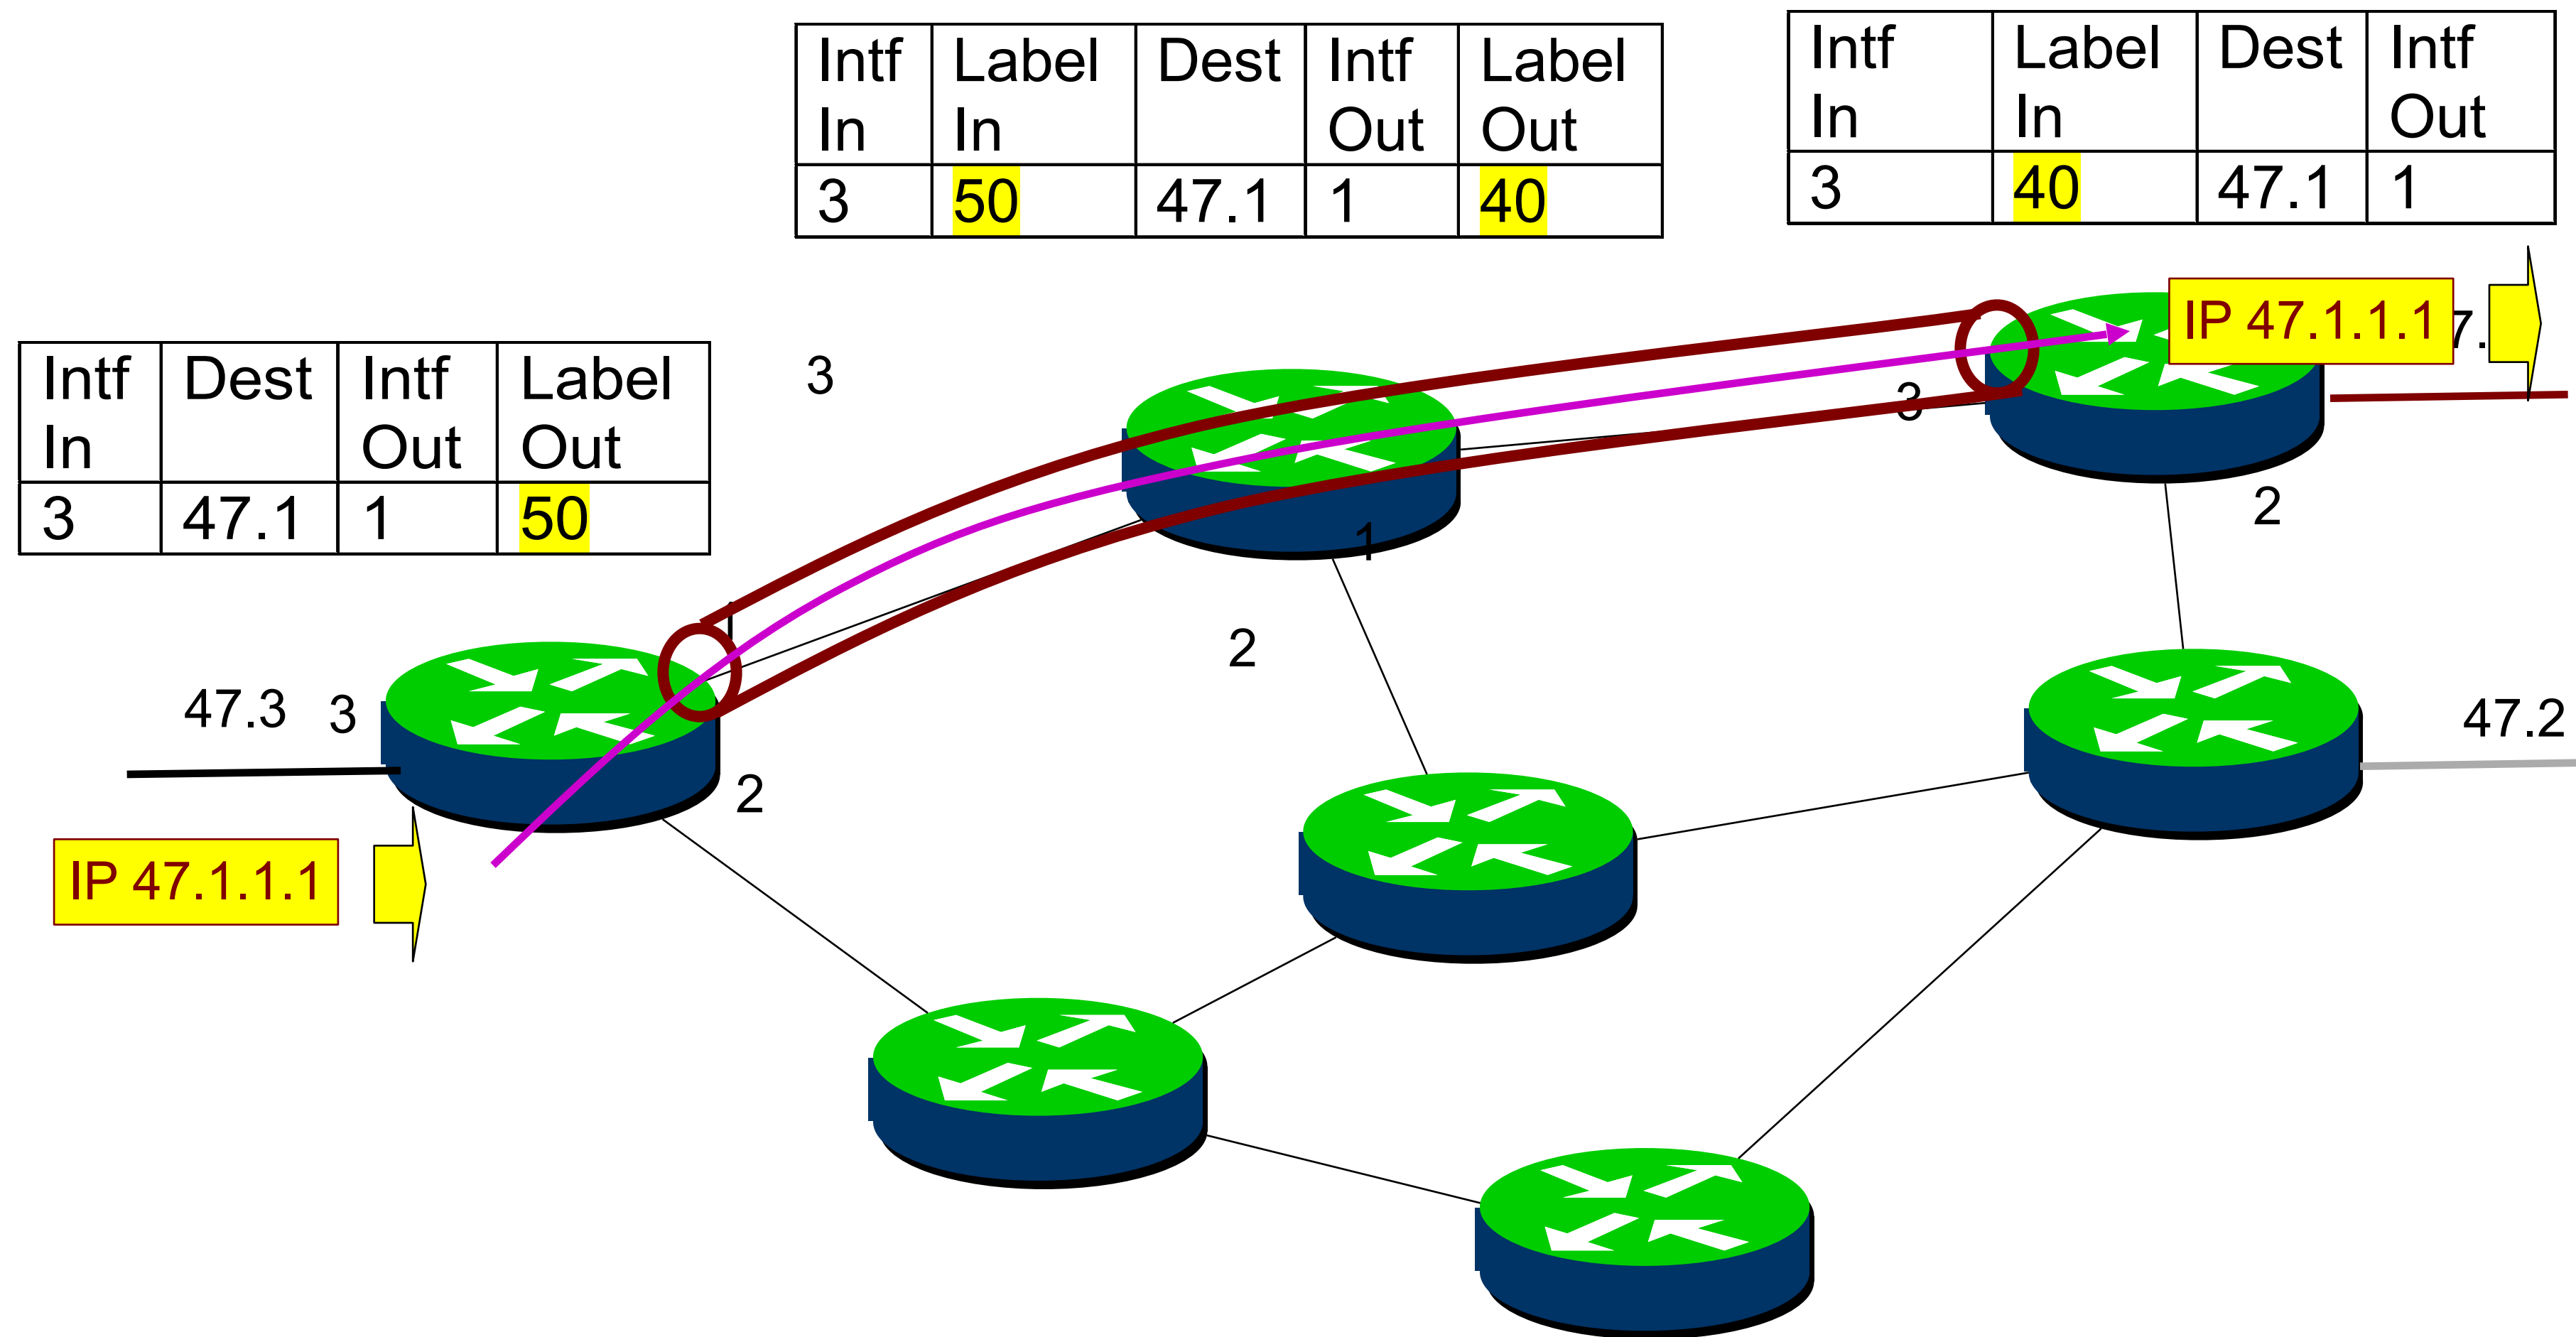 Intf In Label In Dest Intf Out Label Out
3 50 47.1 1 40
Intf In Label In Dest Intf Out
3 40 47.1 1
Intf In Dest Intf Out Label Out
3 47.1 1 50
IP 47.1.1.1
3
3
2
1
2
47.3 3
2
47.2
IP 47.1.1.1